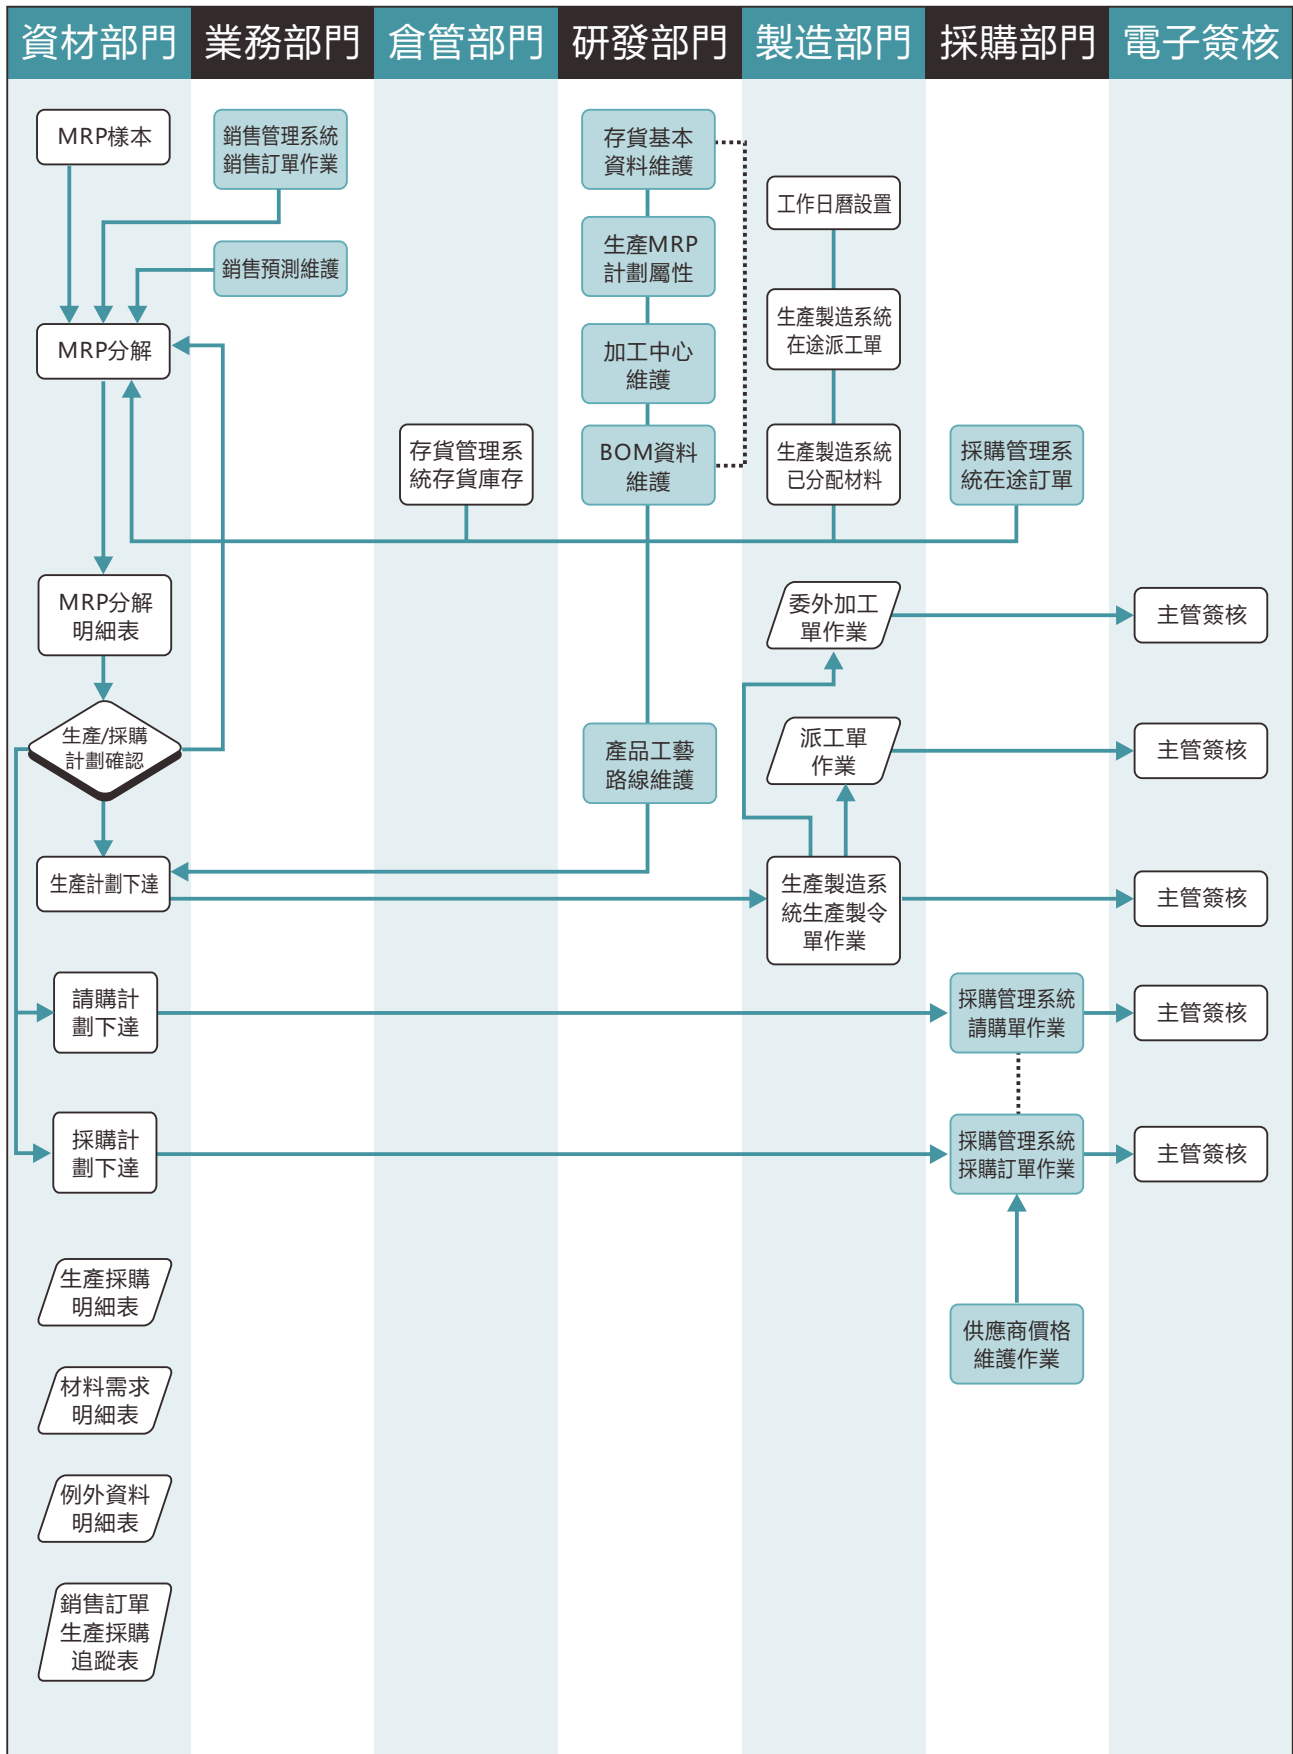 資材部門
業務部門
倉管部門
研發部門
製造部門
採購部門
電子簽核
MRP樣本
銷售管理系統
銷售訂單作業
存貨基本
資料維護
工作日曆設置
生產MRP
計劃屬性
銷售預測維護
生產製造系統
在途派工單
MRP分解
加工中心
維護
存貨管理系
統存貨庫存
BOM資料
維護
生產製造系統
已分配材料
採購管理系
統在途訂單
MRP分解
明細表
委外加工
單作業
主管簽核
生產/採購
計劃確認
產品工藝
路線維護
派工單
作業
主管簽核
生產計劃下達
生產製造系
統生產製令
單作業
主管簽核
請購計
劃下達
採購管理系統
請購單作業
主管簽核
採購計
劃下達
採購管理系統
採購訂單作業
主管簽核
生產採購
明細表
供應商價格
維護作業
材料需求
明細表
例外資料
明細表
銷售訂單
生產採購
追蹤表